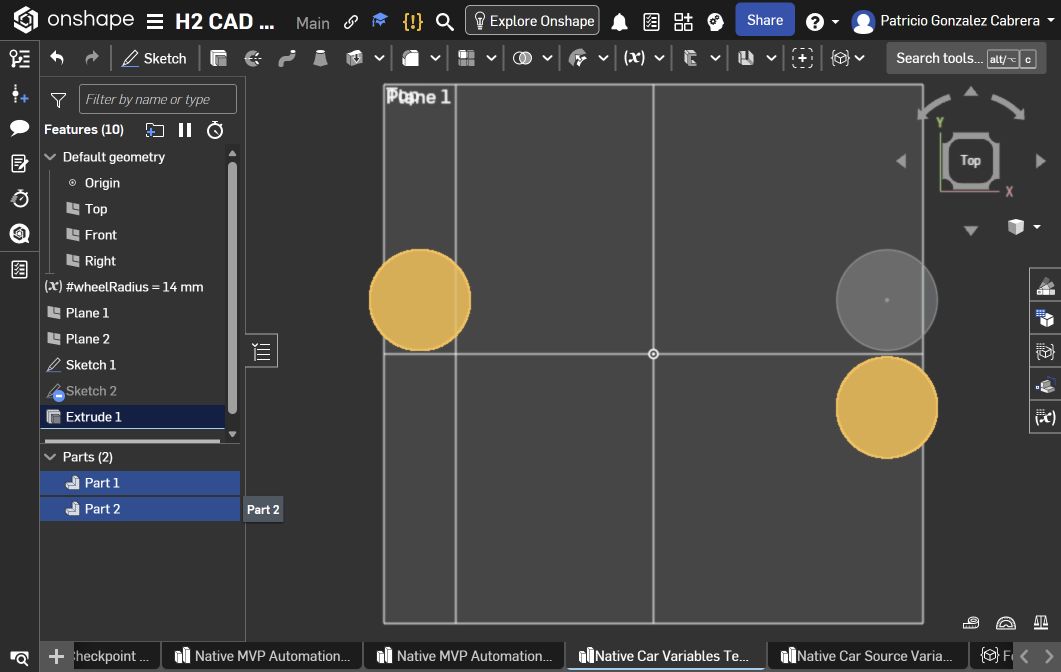 onshape
H2 CAD ...
Main
Explore Onshape
Share
Patricio Gonzalez Cabrera
Sketch
Search tools... alt/⌥ c
Filter by name or type
Features (10)
Default geometry
Origin
Top
Front
Right
(x) #wheelRadius = 14 mm
Plane 1
Plane 2
Sketch 1
Sketch 2
Extrude 1
Parts (2)
Part 1
Part 2
Part 2
Top
Plane 1
Y
Top
X
heckpoint ...
Native MVP Automation...
Native MVP Automation...
Native Car Variables Te...
Native Car Source Varia...